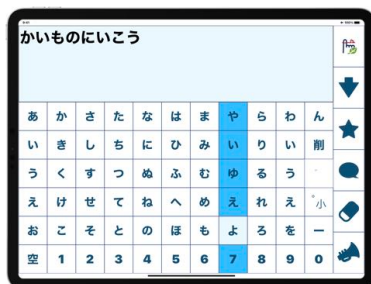 かいものにいこう
あ か さ た な は ま や ら わ ん
い き し ち に ひ み い り い 削
う く す つ ぬ ふ む ゆ る う ゛
え け せ て ね へ め え れ え ゜小
お こ そ と の ほ も よ ろ を ー
空 1 2 3 4 5 6 7 8 9 0